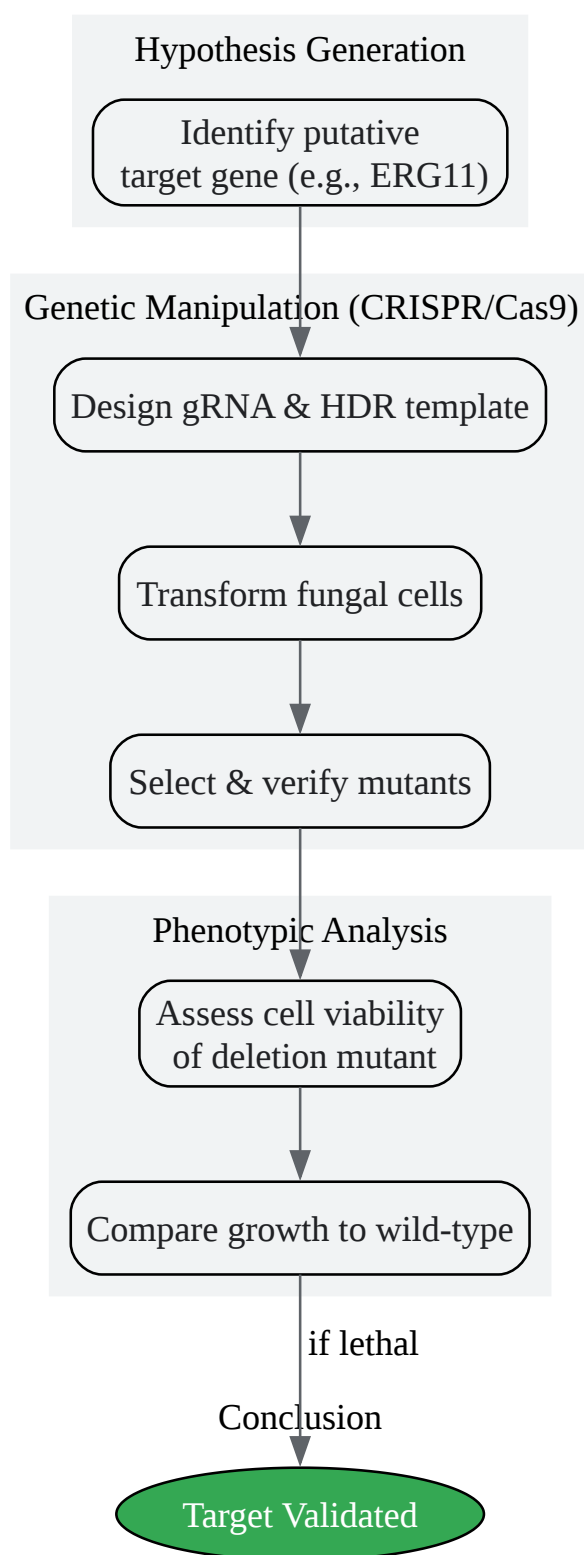 Hypothesis Generation
Identify putative
target gene (e.g., ERG11)
Genetic Manipulation (CRISPR/Cas9)
Design gRNA & HDR template
Transform fungal cells
Select & verify mutants
Phenotypic Analysis
Assess cell viability
of deletion mutant
Compare growth to wild-type
if lethal
Conclusion
Target Validated